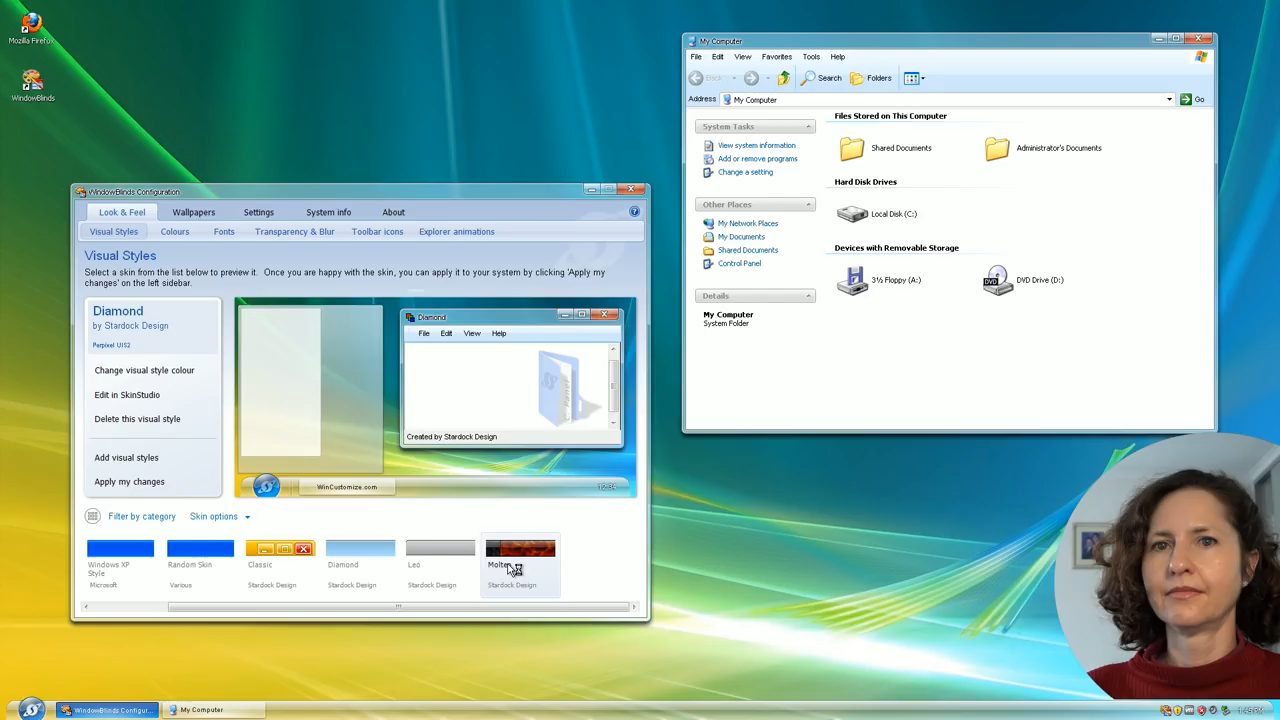 Mozilla Firefox
WindowBlinds
My Computer
File Edit View Favorites Tools Help
Back Search Folders
Address My Computer Go
System Tasks
View system information
Add or remove programs
Change a setting
Other Places
My Network Places
My Documents
Shared Documents
Control Panel
Details
My Computer
System Folder
Files Stored on This Computer
Shared Documents Administrator's Documents
Hard Disk Drives
Local Disk (C:)
Devices with Removable Storage
3½ Floppy (A:) DVD Drive (D:)
WindowBlinds Configuration
Look & Feel Wallpapers Settings System info About
Visual Styles Colours Fonts Transparency & Blur Toolbar icons Explorer animations
Visual Styles
Select a skin from the list below to preview it. Once you are happy with the skin, you can apply it to your system by clicking 'Apply my
changes' on the left sidebar.
Diamond
by Stardock Design
Perpixel UIS2
Change visual style colour
Edit in SkinStudio
Delete this visual style
Add visual styles
Apply my changes
Diamond
File Edit View Help
Created by Stardock Design
WinCustomize.com 12:34
Filter by category Skin options
Windows XP
Style
Microsoft
Random Skin
Various
Classic
Stardock Design
Diamond
Stardock Design
Leo
Stardock Design
Stardock Design
WindowBlinds Configur... My Computer